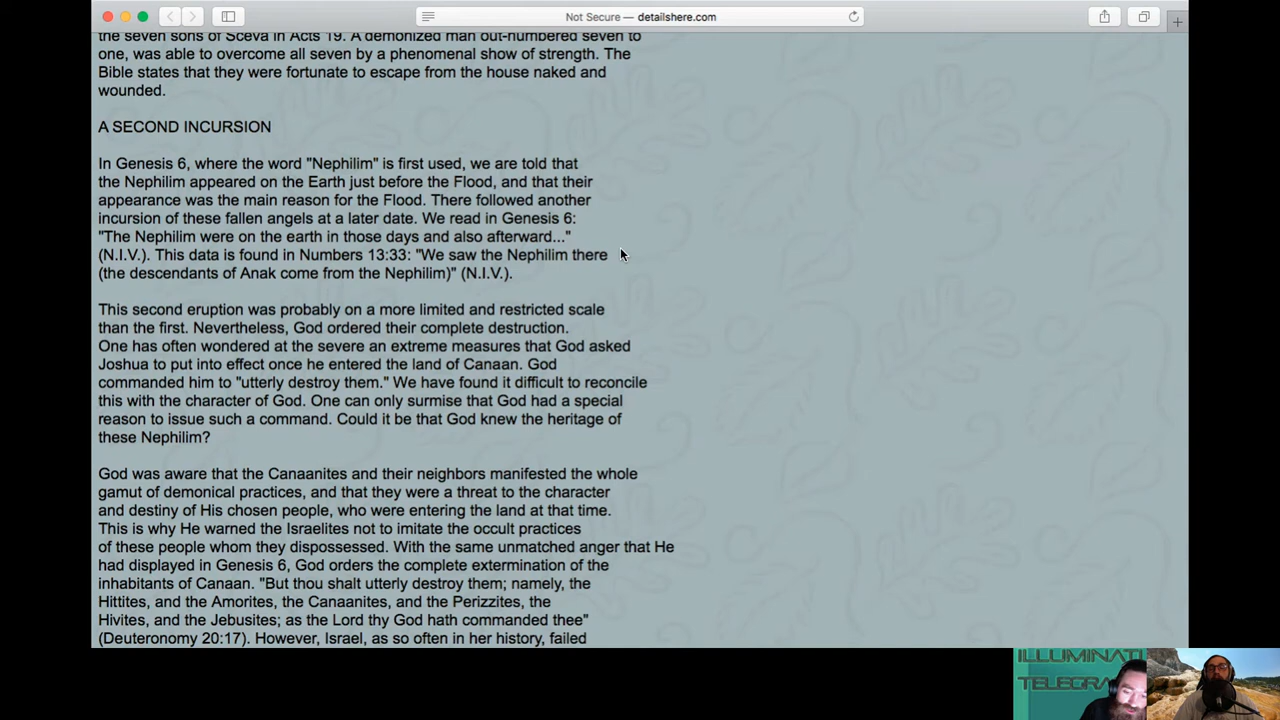 Not Secure — detailshere.com
the seven sons of Sceva in Acts 19. A demonized man out-numbered seven to
one, was able to overcome all seven by a phenomenal show of strength. The
Bible states that they were fortunate to escape from the house naked and
wounded.
A SECOND INCURSION
In Genesis 6, where the word "Nephilim" is first used, we are told that
the Nephilim appeared on the Earth just before the Flood, and that their
appearance was the main reason for the Flood. There followed another
incursion of these fallen angels at a later date. We read in Genesis 6:
"The Nephilim were on the earth in those days and also afterward..."
(N.I.V.). This data is found in Numbers 13:33: "We saw the Nephilim there
(the descendants of Anak come from the Nephilim)" (N.I.V.).
This second eruption was probably on a more limited and restricted scale
than the first. Nevertheless, God ordered their complete destruction.
One has often wondered at the severe an extreme measures that God asked
Joshua to put into effect once he entered the land of Canaan. God
commanded him to "utterly destroy them." We have found it difficult to reconcile
this with the character of God. One can only surmise that God had a special
reason to issue such a command. Could it be that God knew the heritage of
these Nephilim?
God was aware that the Canaanites and their neighbors manifested the whole
gamut of demonical practices, and that they were a threat to the character
and destiny of His chosen people, who were entering the land at that time.
This is why He warned the Israelites not to imitate the occult practices
of these people whom they dispossessed. With the same unmatched anger that He
had displayed in Genesis 6, God orders the complete extermination of the
inhabitants of Canaan. "But thou shalt utterly destroy them; namely, the
Hittites, and the Amorites, the Canaanites, and the Perizzites, the
Hivites, and the Jebusites; as the Lord thy God hath commanded thee"
(Deuteronomy 20:17). However, Israel, as so often in her history, failed
ILLUMINATI